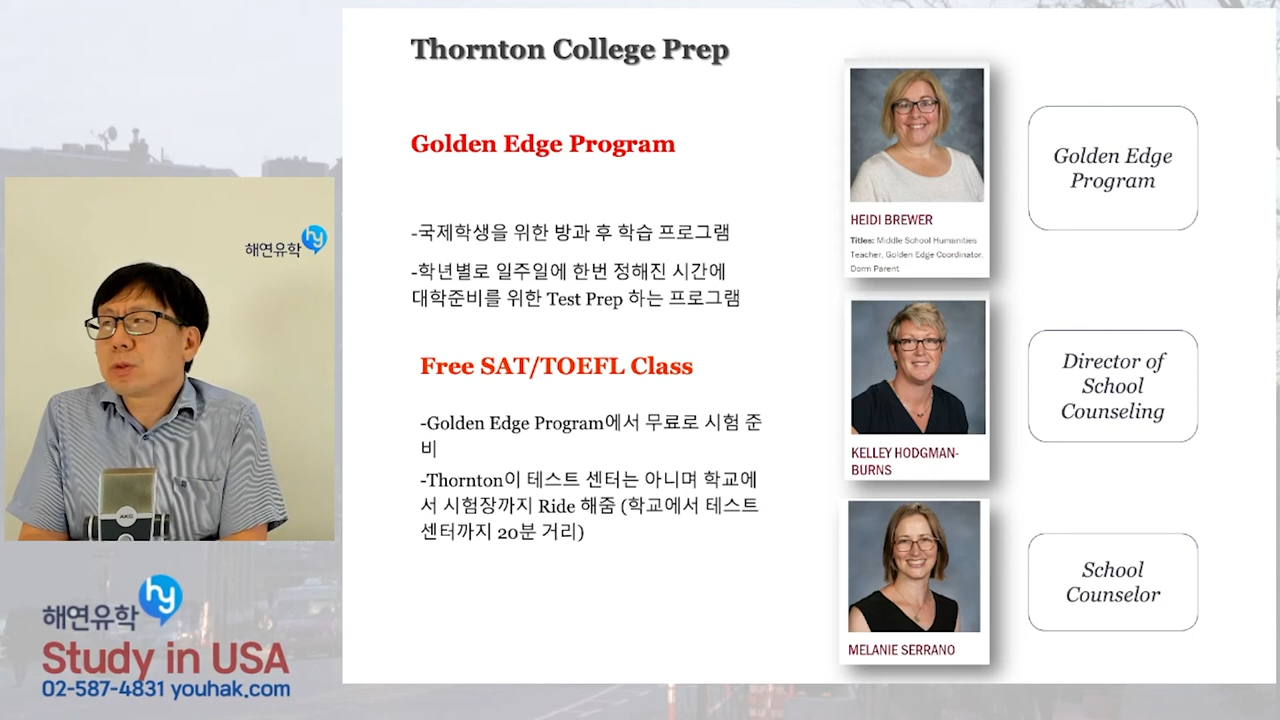 Thornton College Prep
Golden Edge Program
-국제학생을 위한 방과 후 학습 프로그램
-학년별로 일주일에 한번 정해진 시간에
대학준비를 위한 Test Prep 하는 프로그램
Free SAT/TOEFL Class
-Golden Edge Program에서 무료로 시험 준
비
-Thornton이 테스트 센터는 아니며 학교에
서 시험장까지 Ride 해줌 (학교에서 테스트
센터까지 20분 거리)
HEIDI BREWER
Titles: Middle School Humanities
Teacher, Golden Edge Coordinator,
Dorm Parent
Golden Edge
Program
KELLEY HODGMAN-
BURNS
Director of
School
Counseling
MELANIE SERRANO
School
Counselor
해연유학 hy
AKG
해연유학 hy
Study in USA
02-587-4831 youhak.com